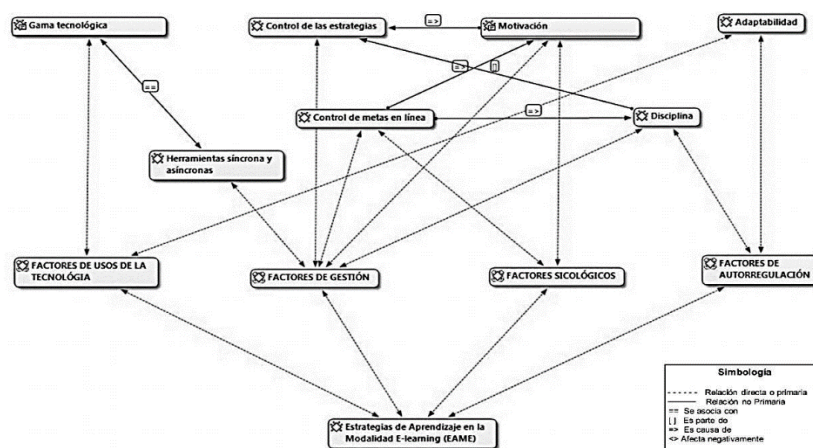 Gama tecnológica
Control de las estrategias
=>
Motivación
Adaptabilidad
=>
[]
==
Control de metas en línea
=>
Disciplina
Herramientas síncrona y
asíncronas
FACTORES DE USOS DE LA
TECNOLÓGIA
FACTORES DE GESTIÓN
FACTORES SICOLÓGICOS
FACTORES DE
AUTORREGULACIÓN
Estrategias de Aprendizaje en la
Modalidad E-learning (EAME)
Simbología
Relación directa o primaria
Relación no Primaria
== Se asocia con
[] Es parte de
=> Es causa de
<> Afecta negativamente